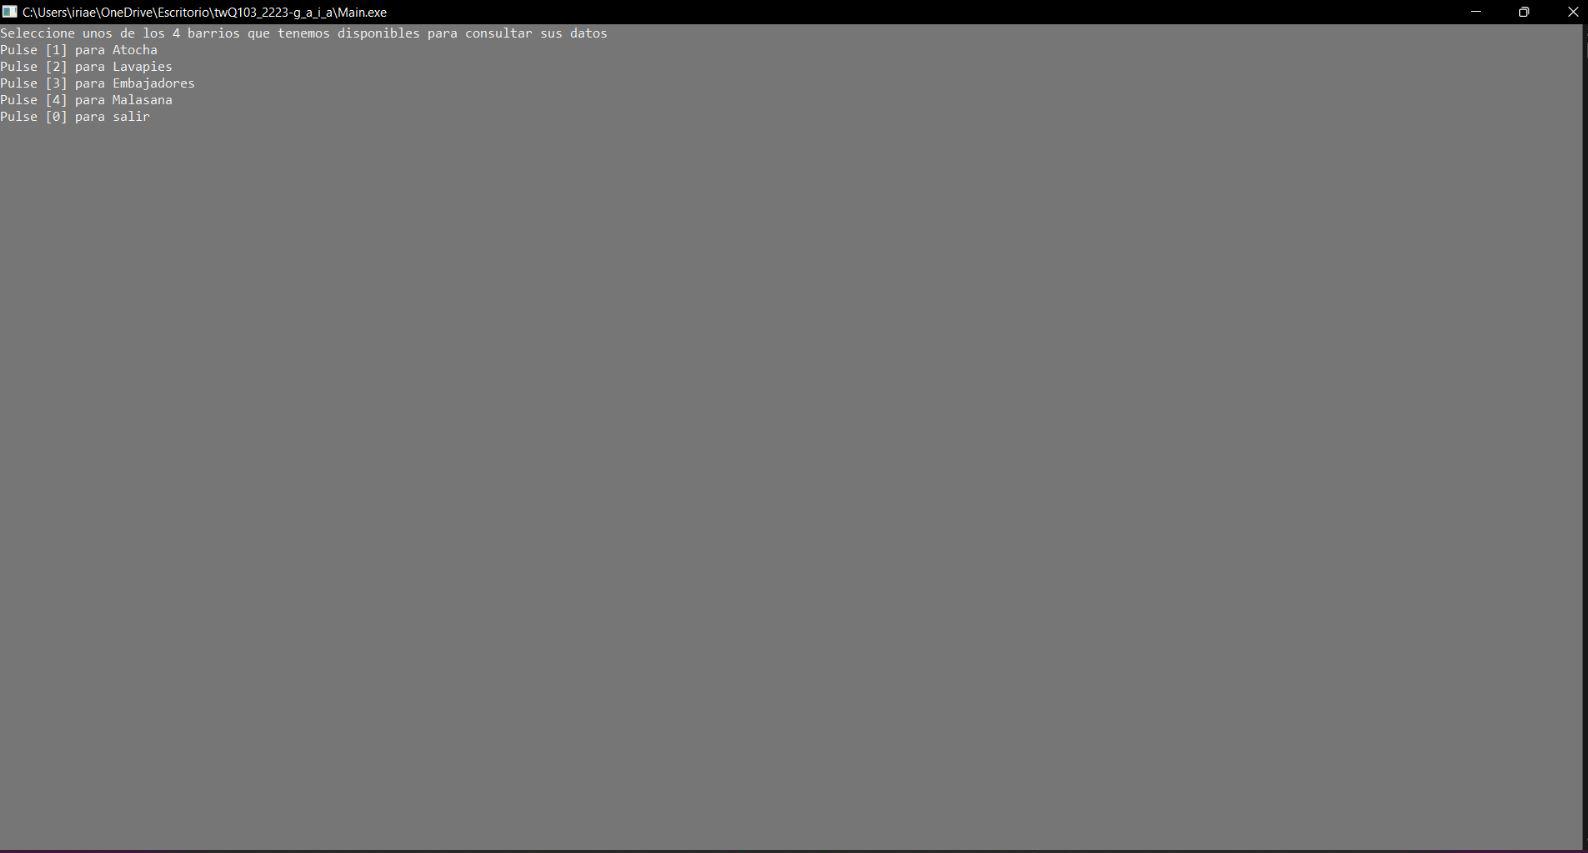 C:\Users\iriae\OneDrive\Escritorio\twQ103_2223-g_a_i_a\Main.exe
Seleccione unos de los 4 barrios que tenemos disponibles para consultar sus datos
Pulse [1] para Atocha
Pulse [2] para Lavapies
Pulse [3] para Embajadores
Pulse [4] para Malasana
Pulse [0] para salir